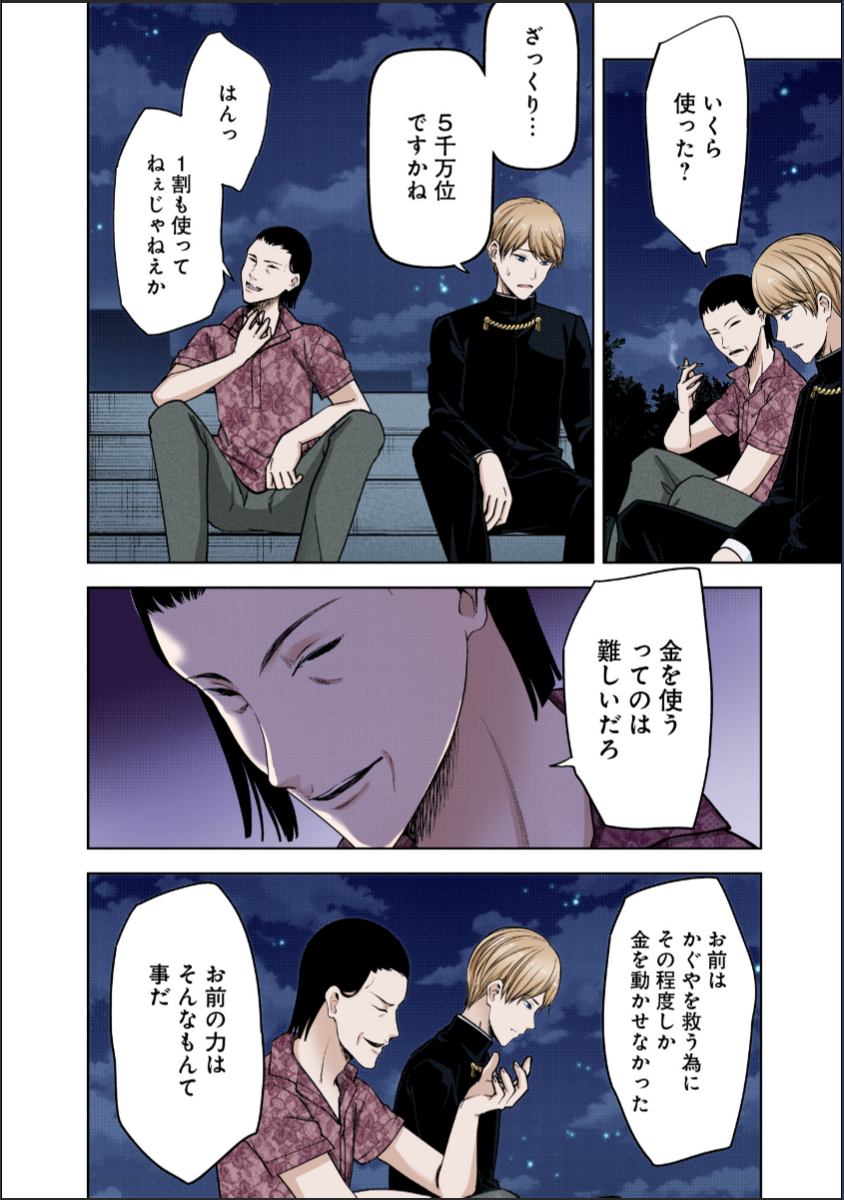 いくら
使った?
ざっくり…
5千万位
ですかね
はんっ
1割も使って
ねぇじゃねえか
金を使う
ってのは
難しいだろ
お前は
かぐやを救う為に
その程度しか
金を動かせなかった
お前の力は
そんなもんて
事だ